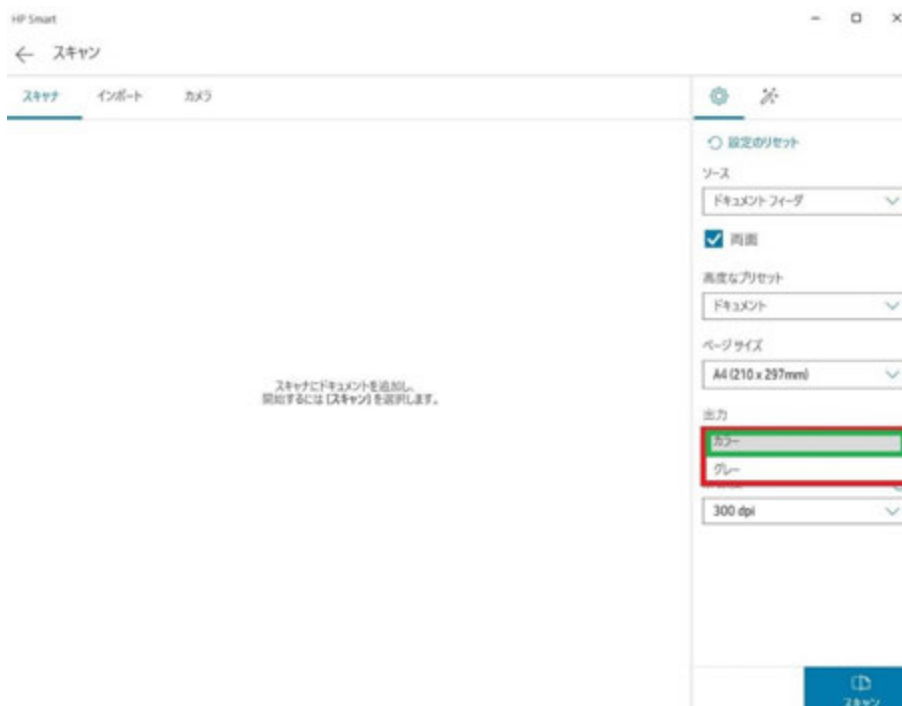 HP Smart
スキャン
スキャナ インポート カメラ
設定のリセット
ソース
ドキュメント フィーダ
両面
高度なプリセット
ドキュメント
ページ サイズ
A4 (210 x 297mm)
スキャナにドキュメントを追加し、
開始するには [スキャン] を選択します。
出力
カラー
グレー
300 dpi
スキャン